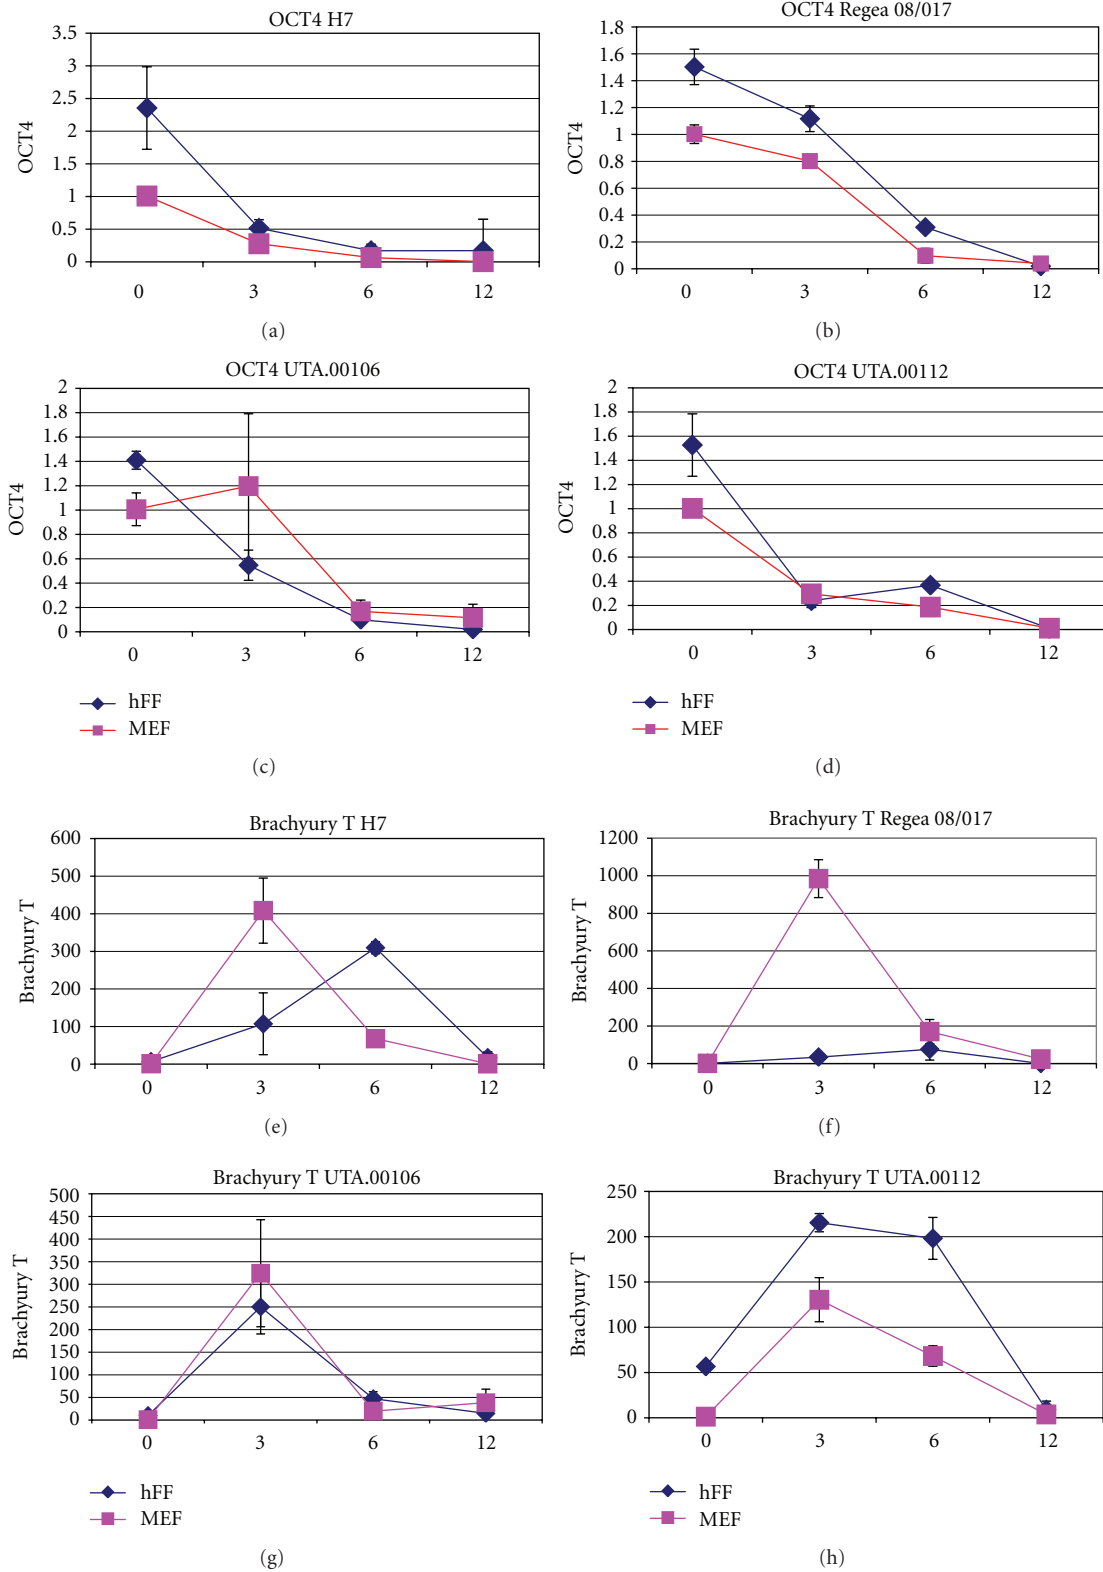 OCT4 H7
3.5
3
2.5
2
1.5
1
0.5
0
OCT4
0 3 6 12
(a)
OCT4 Regea 08/017
1.8
1.6
1.4
1.2
1
0.8
0.6
0.4
0.2
0
OCT4
0 3 6 12
(b)
OCT4 UTA.00106
2
1.8
1.6
1.4
1.2
1
0.8
0.6
0.4
0.2
0
OCT4
0 3 6 12
hFF
MEF
(c)
OCT4 UTA.00112
2
1.8
1.6
1.4
1.2
1
0.8
0.6
0.4
0.2
0
OCT4
0 3 6 12
hFF
MEF
(d)
Brachyury T H7
600
500
400
300
200
100
0
Brachyury T
0 3 6 12
(e)
Brachyury T Regea 08/017
1200
1000
800
600
400
200
0
Brachyury T
0 3 6 12
(f)
Brachyury T UTA.00106
500
450
400
350
300
250
200
150
100
50
0
Brachyury T
0 3 6 12
hFF
MEF
(g)
Brachyury T UTA.00112
250
200
150
100
50
0
Brachyury T
0 3 6 12
hFF
MEF
(h)